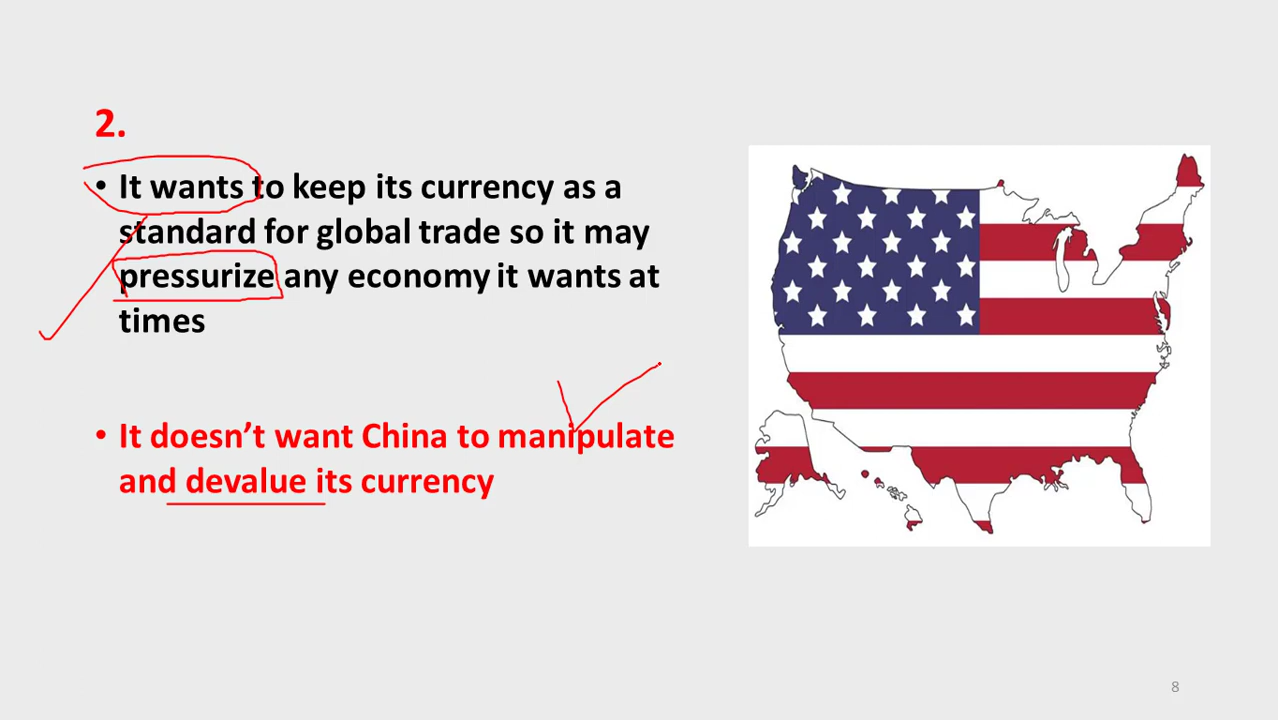 2.
• It wants to keep its currency as a
standard for global trade so it may
pressurize any economy it wants at
times
• It doesn’t want China to manipulate
and devalue its currency
8